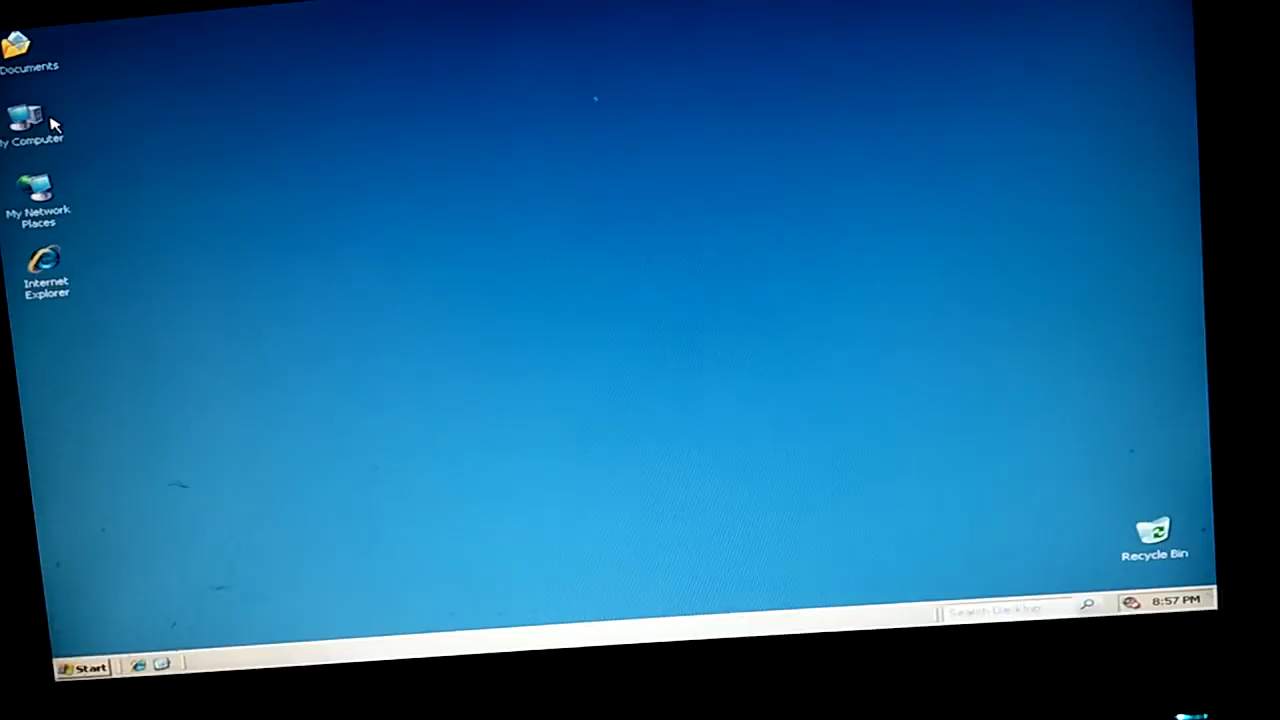 Documents
My Computer
My Network
Places
Internet
Explorer
Recycle Bin
Search Desktop
8:57 PM
Start